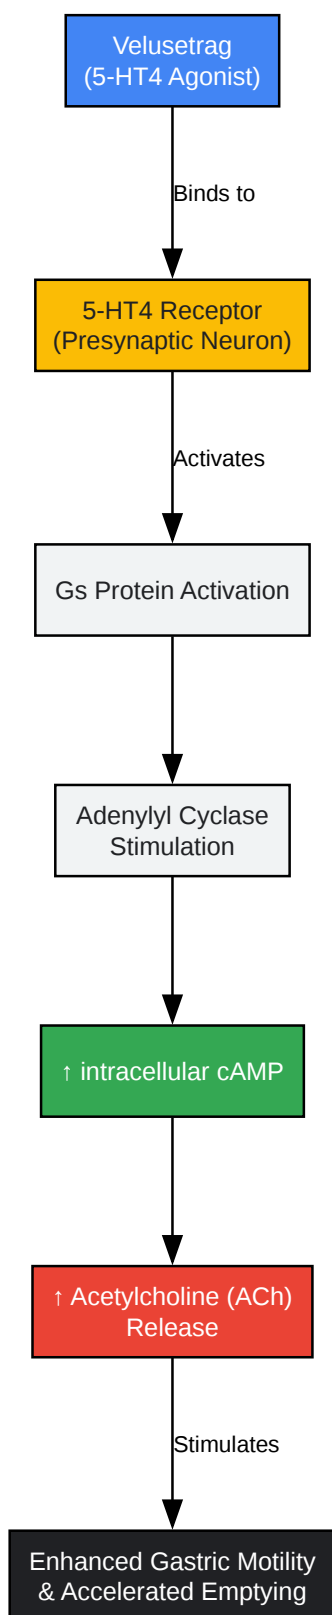 Velusetrag
(5-HT4 Agonist)
Binds to
5-HT4 Receptor
(Presynaptic Neuron)
Activates
Gs Protein Activation
Adenylyl Cyclase
Stimulation
↑ intracellular cAMP
↑ Acetylcholine (ACh)
Release
Stimulates
Enhanced Gastric Motility
& Accelerated Emptying